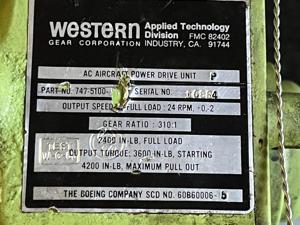 Western Applied Technology
Division FMC 82402
GEAR CORPORATION INDUSTRY, CA. 91744
AC AIRCRAFT POWER DRIVE UNIT P
PART NO. 747-5100- SERIAL NO.
OUTPUT SPEED FULL LOAD : 24 RPM, +0,-2
GEAR RATIO : 310:1
2400 IN-LB, FULL LOAD
OUTPUT TORQUE: 3600 IN-LB, STARTING
4200 IN-LB, MAXIMUM PULL OUT
THE BOEING COMPANY SCD NO. 60B60006-5